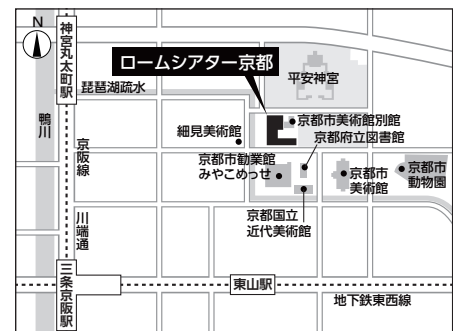 N
神宮丸太町駅
ロームシアター京都
平安神宮
琵琶湖疏水
鴨川
京都市美術館別館
細見美術館
京都府立図書館
京阪線
京都市勧業館
みやこめっせ
京都市
美術館
京都市
動物園
京都国立
近代美術館
川端通
三条京阪駅
東山駅
地下鉄東西線